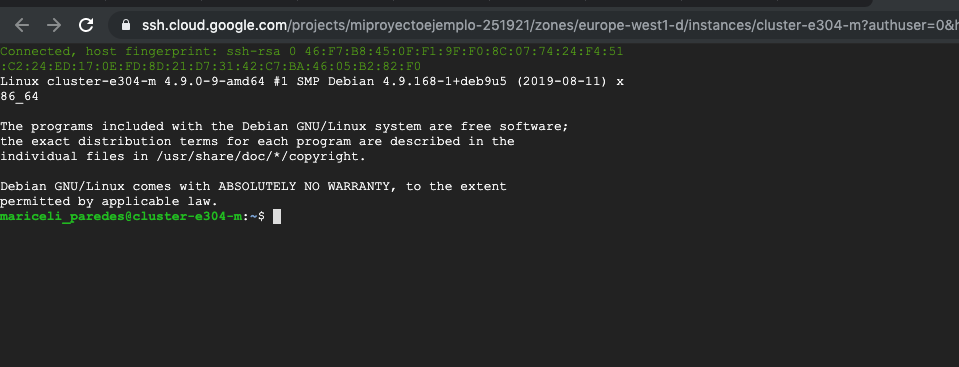 ssh.cloud.google.com/projects/miproyectoejemplo-251921/zones/europe-west1-d/instances/cluster-e304-m?authuser=0&h
Connected, host fingerprint: ssh-rsa 0 46:F7:B8:45:0F:F1:9F:F0:8C:07:74:24:F4:51
:C2:24:ED:17:0E:FD:8D:21:D7:31:42:C7:BA:46:05:B2:82:F0
Linux cluster-e304-m 4.9.0-9-amd64 #1 SMP Debian 4.9.168-1+deb9u5 (2019-08-11) x
86_64
The programs included with the Debian GNU/Linux system are free software;
the exact distribution terms for each program are described in the
individual files in /usr/share/doc/*/copyright.
Debian GNU/Linux comes with ABSOLUTELY NO WARRANTY, to the extent
permitted by applicable law.
mariceli_paredes@cluster-e304-m:~$